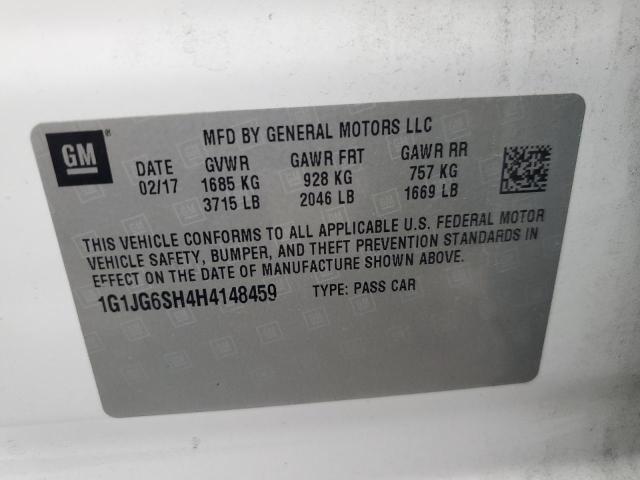 GM ®
MFD BY GENERAL MOTORS LLC
DATE GVWR GAWR FRT GAWR RR
02/17 1685 KG 928 KG 757 KG
3715 LB 2046 LB 1669 LB
THIS VEHICLE CONFORMS TO ALL APPLICABLE U.S. FEDERAL MOTOR
VEHICLE SAFETY, BUMPER, AND THEFT PREVENTION STANDARDS IN
EFFECT ON THE DATE OF MANUFACTURE SHOWN ABOVE.
1G1JG6SH4H4148459 TYPE: PASS CAR